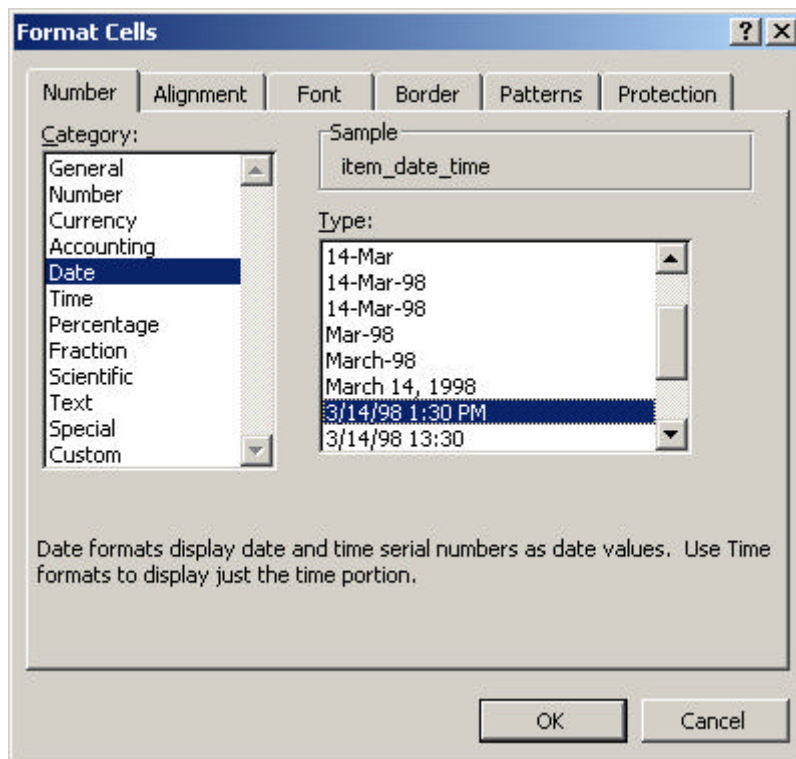 Format Cells
Number Alignment Font Border Patterns Protection
Category:
General
Number
Currency
Accounting
Date
Time
Percentage
Fraction
Scientific
Text
Special
Custom
Sample
item_date_time
Type:
14-Mar
14-Mar-98
14-Mar-98
Mar-98
March-98
March 14, 1998
3/14/98 1:30 PM
3/14/98 13:30
Date formats display date and time serial numbers as date values.  Use Time
formats to display just the time portion.
OK Cancel